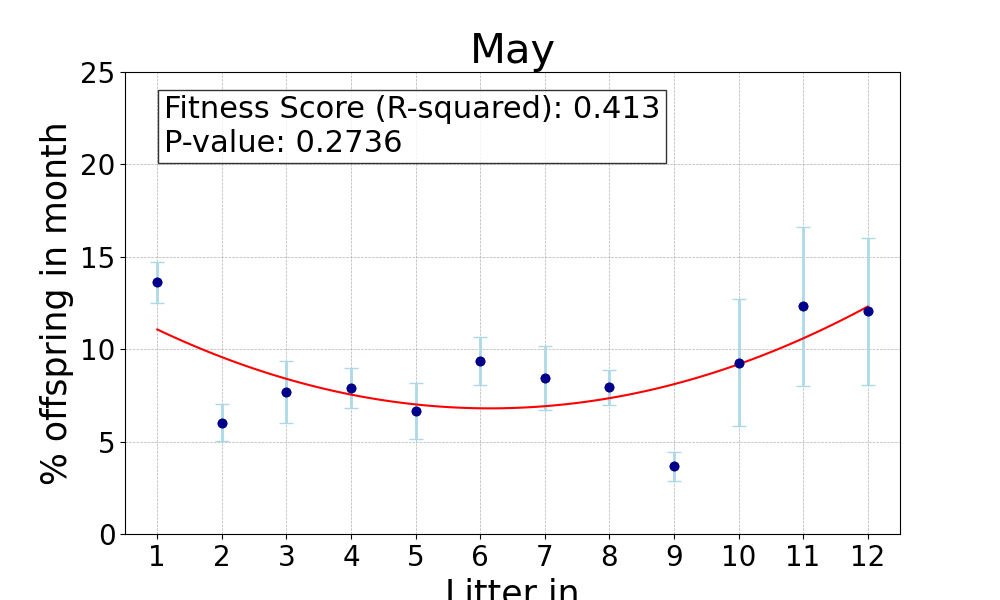 May
Fitness Score (R-squared): 0.413
P-value: 0.2736
% offspring in month
25
20
15
10
5
0
1 2 3 4 5 6 7 8 9 10 11 12
Litter in